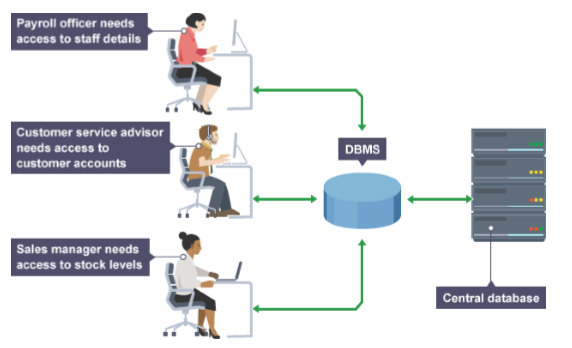 Payroll officer needs
access to staff details
Customer service advisor
needs access to
customer accounts
DBMS
Sales manager needs
access to stock levels
Central database